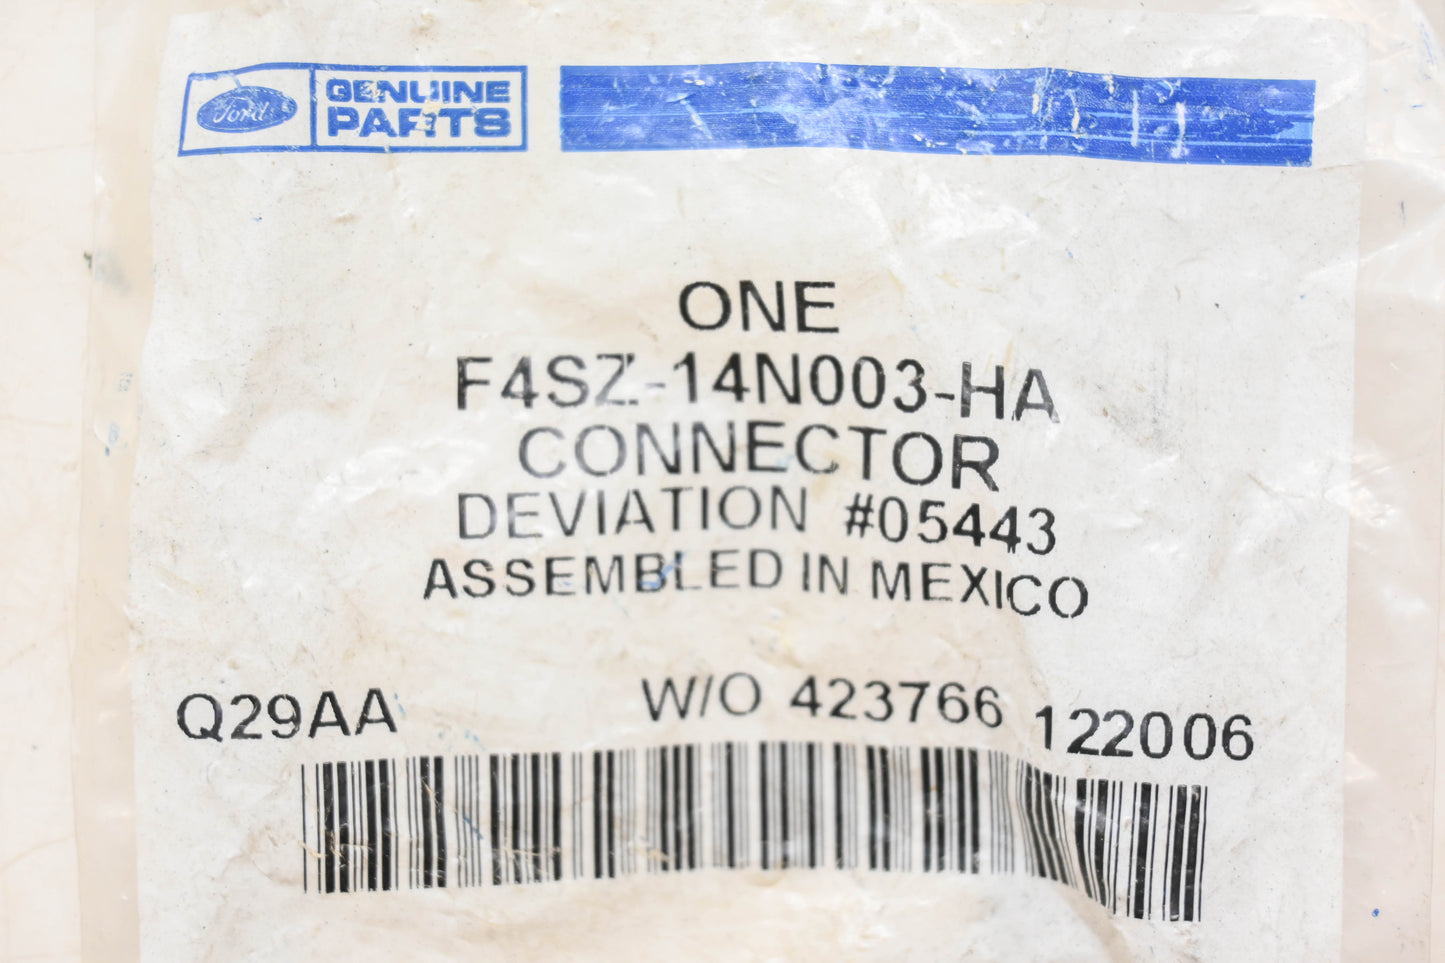 Ford
GENUINE
PARTS
ONE
F4SZ-14N003-HA
CONNECTOR
DEVIATION #05443
ASSEMBLED IN MEXICO
Q29AA W/O 423766 122006